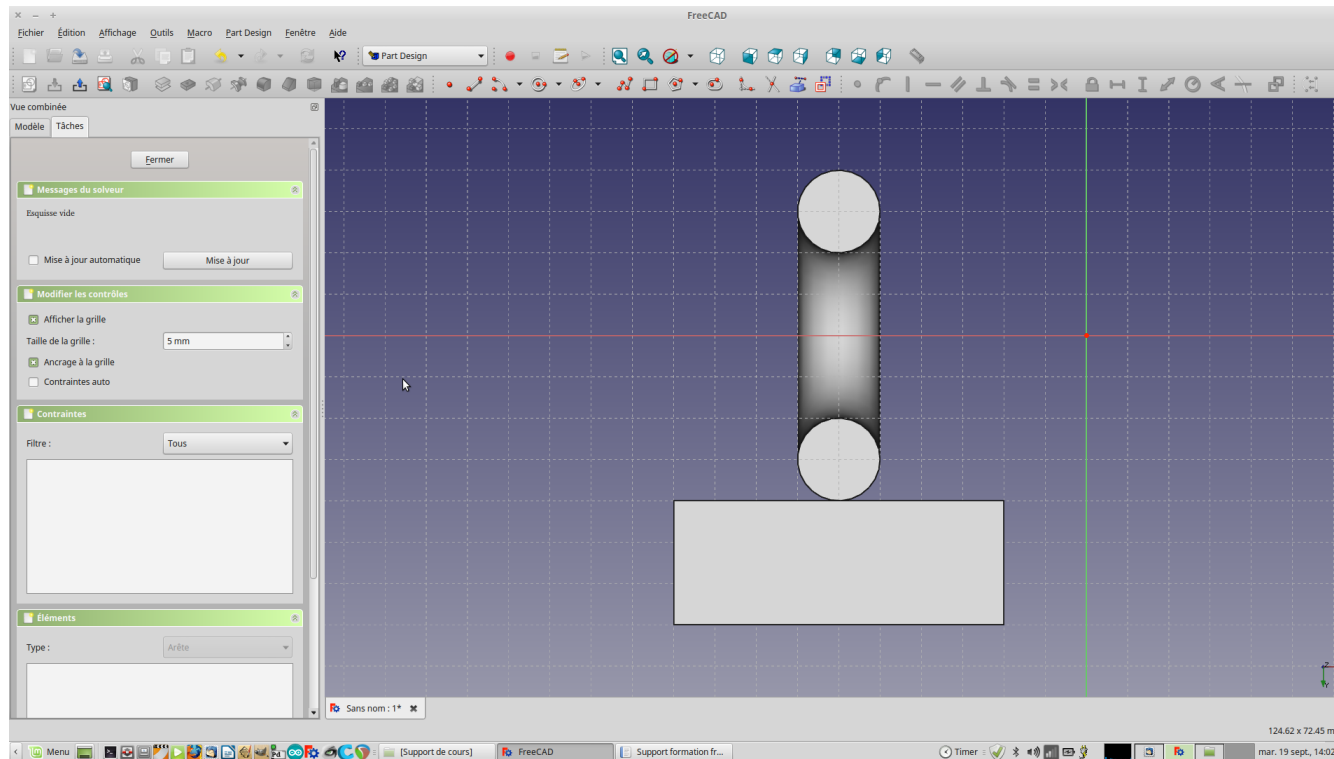 FreeCAD
Fichier Édition Affichage Outils Macro Part Design Fenêtre Aide
Part Design
Vue combinée
Modèle Tâches
Fermer
Messages du solveur
Esquisse vide
Mise à jour automatique Mise à jour
Modifier les contrôles
Afficher la grille
Taille de la grille : 5 mm
Ancrage à la grille
Contraintes auto
Contraintes
Filtre : Tous
Éléments
Type : Arête
Z
Y
Sans nom : 1*
124.62 x 72.45 m
Menu [Support de cours] FreeCAD Support formation fr... Timer mar. 19 sept., 14:02